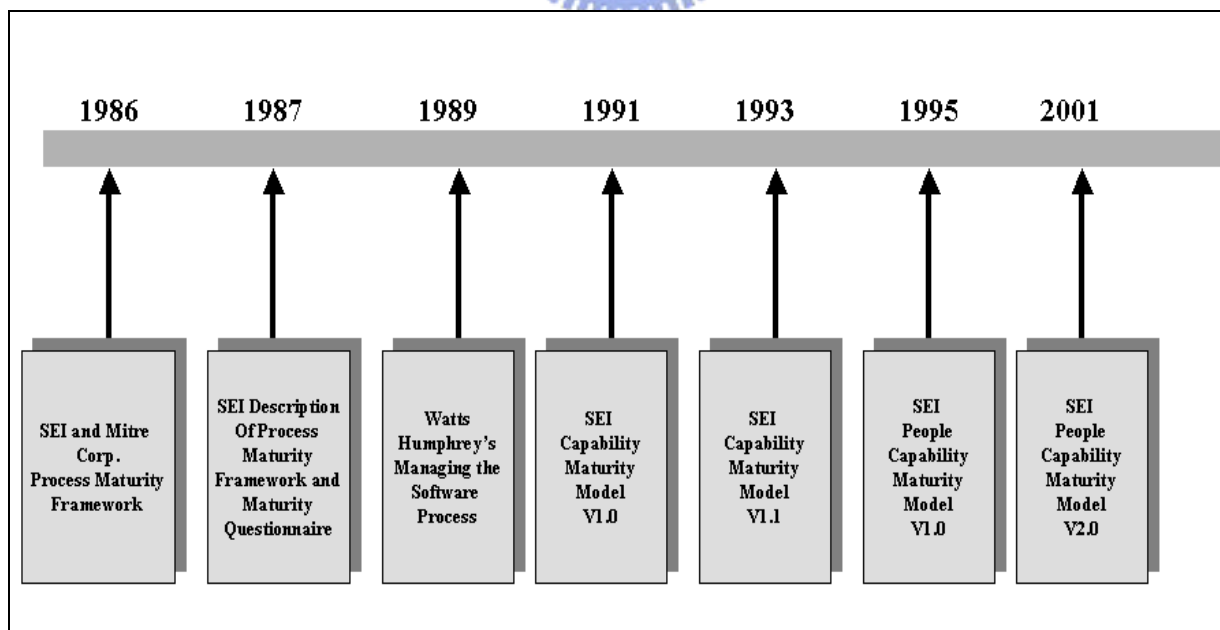 1986 1987 1989 1991 1993 1995 2001
SEI and Mitre
Corp.
Process Maturity
Framework
SEI Description
Of Process
Maturity
Framework and
Maturity
Questionnaire
Watts
Humphrey's
Managing the
Software
Process
SEI
Capability
Maturity
Model
V1.0
SEI
Capability
Maturity
Model
V1.1
SEI
People
Capability
Maturity
Model
V1.0
SEI
People
Capability
Maturity
Model
V2.0